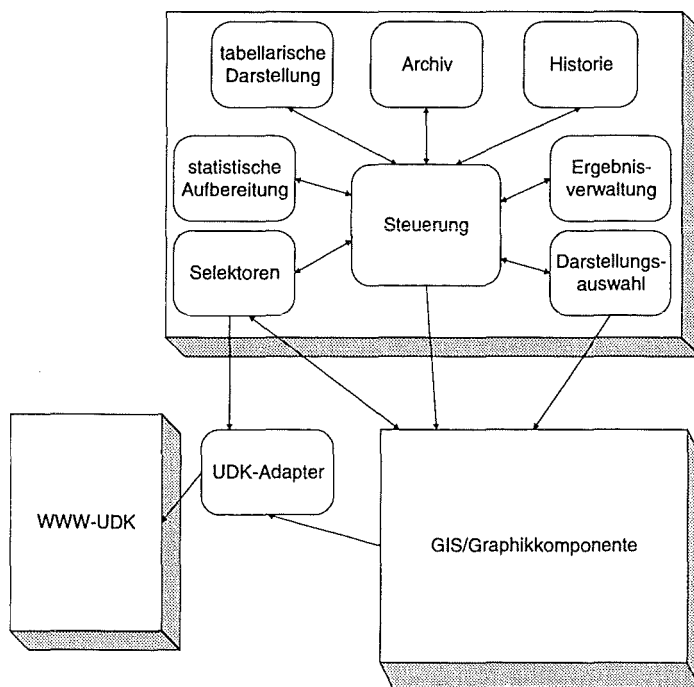 tabellarische
Darstellung
Archiv
Historie
statistische
Aufbereitung
Ergebnis-
verwaltung
Steuerung
Selektoren
Darstellungs-
auswahl
UDK-Adapter
WWW-UDK
GIS/Graphikkomponente